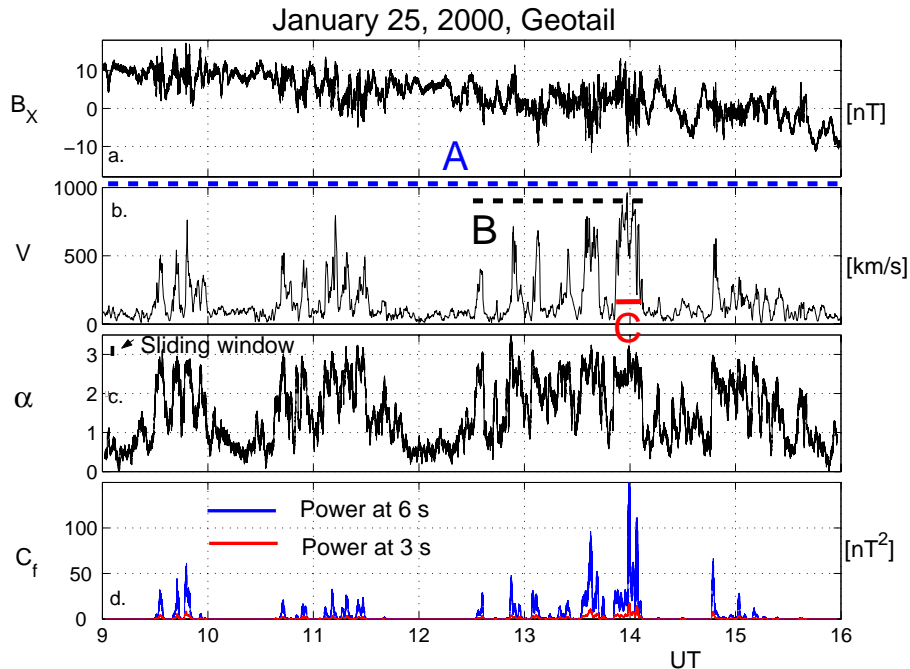 January 25, 2000, Geotail
10
0
−10
B_X
[nT]
a.
A
1000
500
0
b.
V
B
[km/s]
C
3
2
1
0
Sliding window
c.
α
100
50
0
Power at 6 s
Power at 3 s
C_f
[nT^2]
d.
9 10 11 12 13 14 15 16
UT